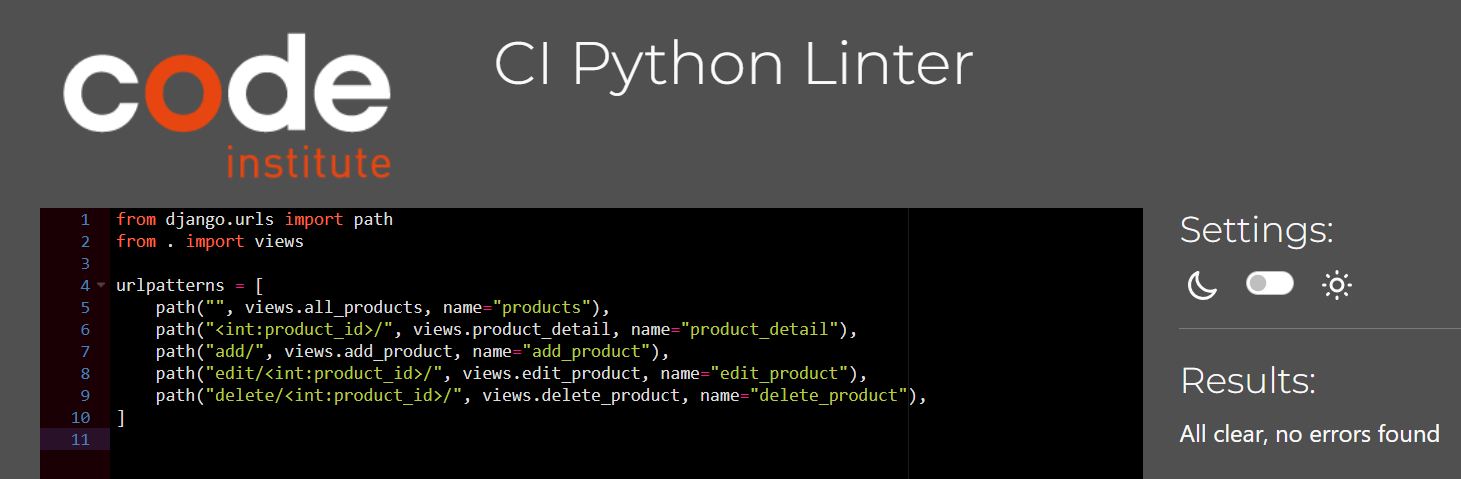 code
institute
CI Python Linter
1 from django.urls import path
2 from . import views
3
4 urlpatterns = [
5     path("", views.all_products, name="products"),
6     path("<int:product_id>/", views.product_detail, name="product_detail"),
7     path("add/", views.add_product, name="add_product"),
8     path("edit/<int:product_id>/", views.edit_product, name="edit_product"),
9     path("delete/<int:product_id>/", views.delete_product, name="delete_product"),
10 ]
11
Settings:
Results:
All clear, no errors found